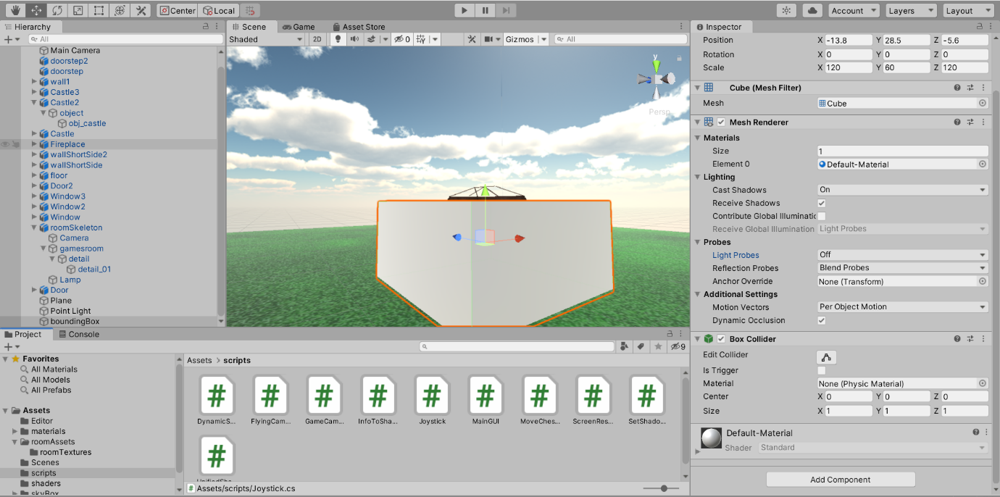 Center Local Account Layers Layout
Hierarchy
All
Main Camera
doorstep2
doorstep
wall1
Castle3
Castle2
object
obj_castle
Castle
Fireplace
wallShortSide2
wallShortSide
floor
Door2
Window3
Window2
Window
roomSkeleton
Camera
gamesroom
detail
detail_01
Lamp
Door
Plane
Point Light
boundingBox
Scene Game Asset Store
Shaded 2D 0 Gizmos All
y
Persp
Inspector
Position X -13.8 Y 28.5 Z -5.6
Rotation X 0 Y 0 Z 0
Scale X 120 Y 60 Z 120
Cube (Mesh Filter)
Mesh Cube
Mesh Renderer
Materials
Size 1
Element 0 Default-Material
Lighting
Cast Shadows On
Receive Shadows
Contribute Global Illuminatic
Receive Global Illumination Light Probes
Probes
Light Probes Off
Reflection Probes Blend Probes
Anchor Override None (Transform)
Additional Settings
Motion Vectors Per Object Motion
Dynamic Occlusion
Box Collider
Edit Collider
Is Trigger
Material None (Physic Material)
Center X 0 Y 0 Z 0
Size X 1 Y 1 Z 1
Default-Material
Shader Standard
Add Component
Project Console
9
Favorites
All Materials
All Models
All Prefabs
Assets
Editor
materials
roomAssets
roomTextures
Scenes
scripts
shaders
skyBox
Assets scripts
DynamicS... FlyingCam... GameCam... InfoToSha... Joystick MainGUI MoveChes... ScreenRes... SetShado...
UnifiedSha...
Assets/scripts/Joystick.cs